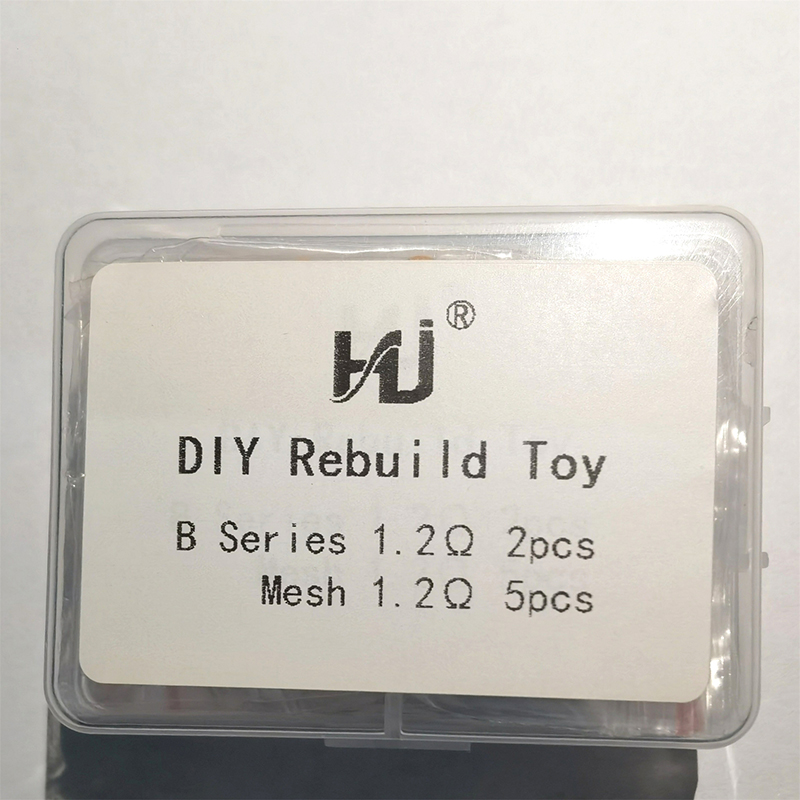 HJ®
DIY Rebuild Toy
B Series 1.2Ω 2pcs
Mesh 1.2Ω 5pcs